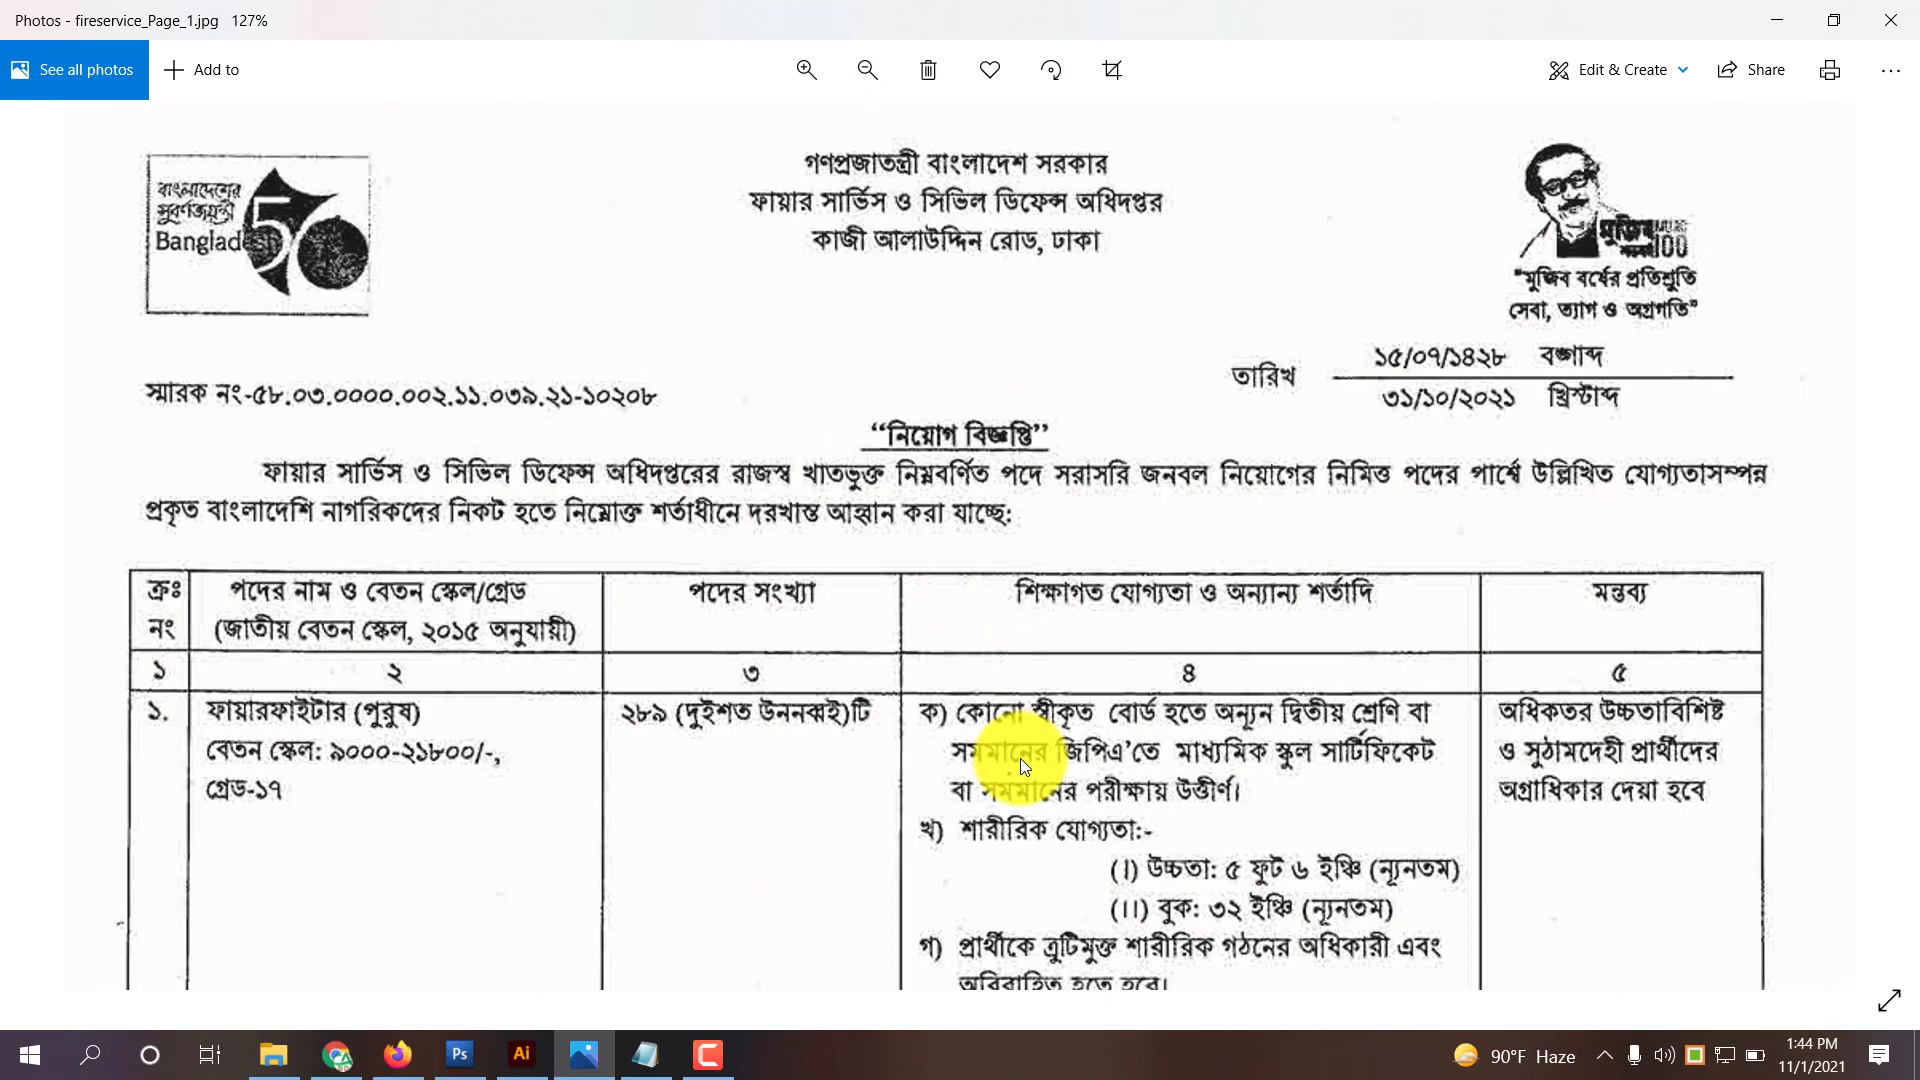 Photos - fireservice_Page_1.jpg 127%
See all photos
Add to
Edit & Create
Share
বাংলাদেশের
সুবর্ণজয়ন্তী
Bangladesh
50
গণপ্রজাতন্ত্রী বাংলাদেশ সরকার
ফায়ার সার্ভিস ও সিভিল ডিফেন্স অধিদপ্তর
কাজী আলাউদ্দিন রোড, ঢাকা
মুজিব
100
"মুজিব বর্ষের প্রতিশ্রুতি
সেবা, ত্যাগ ও অগ্রগতি"
স্মারক নং-৫৮.০৩.০০০০.০০২.১১.০৩৯.২১-১০২০৮
তারিখ
১৫/০৭/১৪২৮ বঙ্গাব্দ
৩১/১০/২০২১ খ্রিস্টাব্দ
“নিয়োগ বিজ্ঞপ্তি”
ফায়ার সার্ভিস ও সিভিল ডিফেন্স অধিদপ্তরের রাজস্ব খাতভুক্ত নিম্নবর্ণিত পদে সরাসরি জনবল নিয়োগের নিমিত্ত পদের পার্শ্বে উল্লিখিত যোগ্যতাসম্পন্ন
প্রকৃত বাংলাদেশি নাগরিকদের নিকট হতে নিম্নোক্ত শর্তাধীনে দরখাস্ত আহ্বান করা যাচ্ছে:
ক্রঃ নং
পদের নাম ও বেতন স্কেল/গ্রেড
(জাতীয় বেতন স্কেল, ২০১৫ অনুযায়ী)
পদের সংখ্যা
শিক্ষাগত যোগ্যতা ও অন্যান্য শর্তাদি
মন্তব্য
১ ২ ৩ ৪ ৫
১.
ফায়ারফাইটার (পুরুষ)
বেতন স্কেল: ৯০০০-২১৮০০/-,
গ্রেড-১৭
২৮৯ (দুইশত উননব্বই)টি
ক) কোনো স্বীকৃত বোর্ড হতে অন্যূন দ্বিতীয় শ্রেণি বা
সমমানের জিপিএ'তে মাধ্যমিক স্কুল সার্টিফিকেট
বা সমমানের পরীক্ষায় উত্তীর্ণ।
খ) শারীরিক যোগ্যতা:-
(I) উচ্চতা: ৫ ফুট ৬ ইঞ্চি (ন্যূনতম)
(II) বুক: ৩২ ইঞ্চি (ন্যূনতম)
গ) প্রার্থীকে ত্রুটিমুক্ত শারীরিক গঠনের অধিকারী এবং
অবিবাহিত হতে হবে।
অধিকতর উচ্চতাবিশিষ্ট
ও সুঠামদেহী প্রার্থীদের
অগ্রাধিকার দেয়া হবে
Ps
Ai
90°F Haze
1:44 PM
11/1/2021